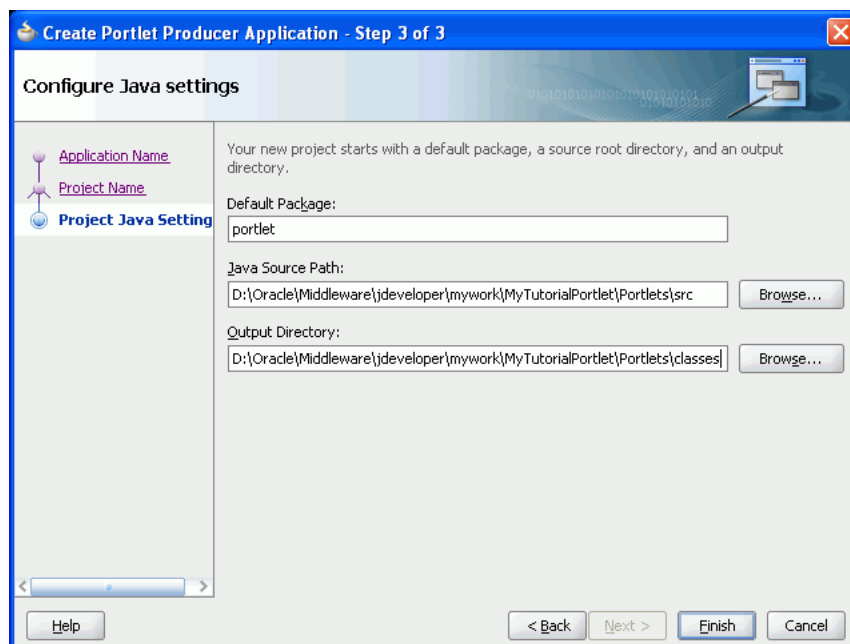 Create Portlet Producer Application - Step 3 of 3
Configure Java settings
010101010101010101010101010101
01010101010
Application Name
Project Name
Project Java Setting
Your new project starts with a default package, a source root directory, and an output
directory.
Default Package:
portlet
Java Source Path:
D:\Oracle\Middleware\jdeveloper\mywork\MyTutorialPortlet\Portlets\src
Browse...
Output Directory:
D:\Oracle\Middleware\jdeveloper\mywork\MyTutorialPortlet\Portlets\classes
Browse...
Help
< Back
Next >
Finish
Cancel